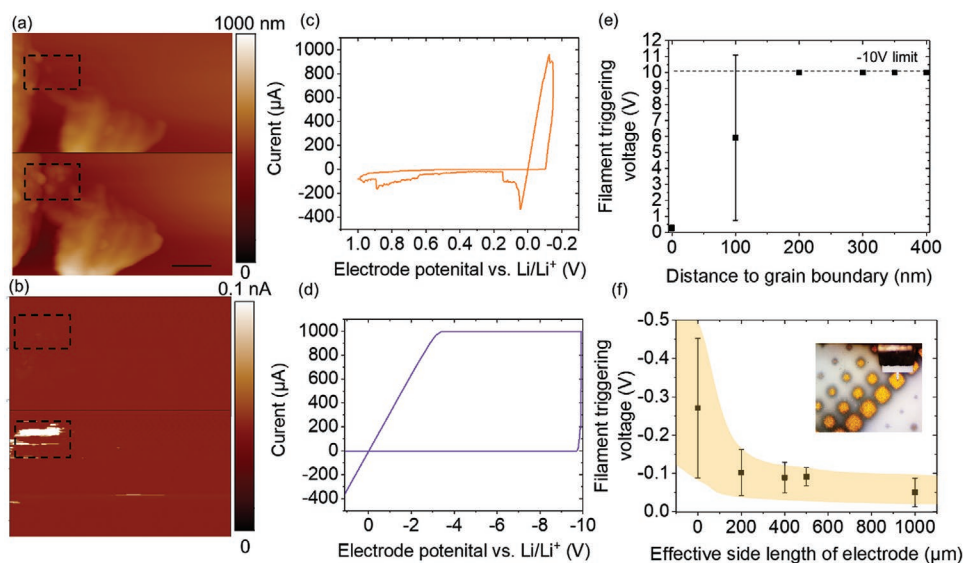 (a)
1000 nm
0
(b)
0.1 nA
0
(c)
1000
800
600
400
200
0
-200
-400
Curent (µA)
1.0 0.8 0.6 0.4 0.2 0.0 -0.2
Electrode potenital vs. Li/Li⁺ (V)
(d)
1000
800
600
400
200
0
-200
-400
Curent (µA)
0 -2 -4 -6 -8 -10
Electrode potenital vs. Li/Li⁺ (V)
(e)
12
11
10
9
8
7
6
5
4
3
2
1
0
Filament triggering
voltage (V)
-10V limit
0 100 200 300 400
Distance to grain boundary (nm)
(f)
-0.5
-0.4
-0.3
-0.2
-0.1
0.0
Filament triggering
voltage (V)
0 200 400 600 800 1000
Effective side length of electrode (µm)